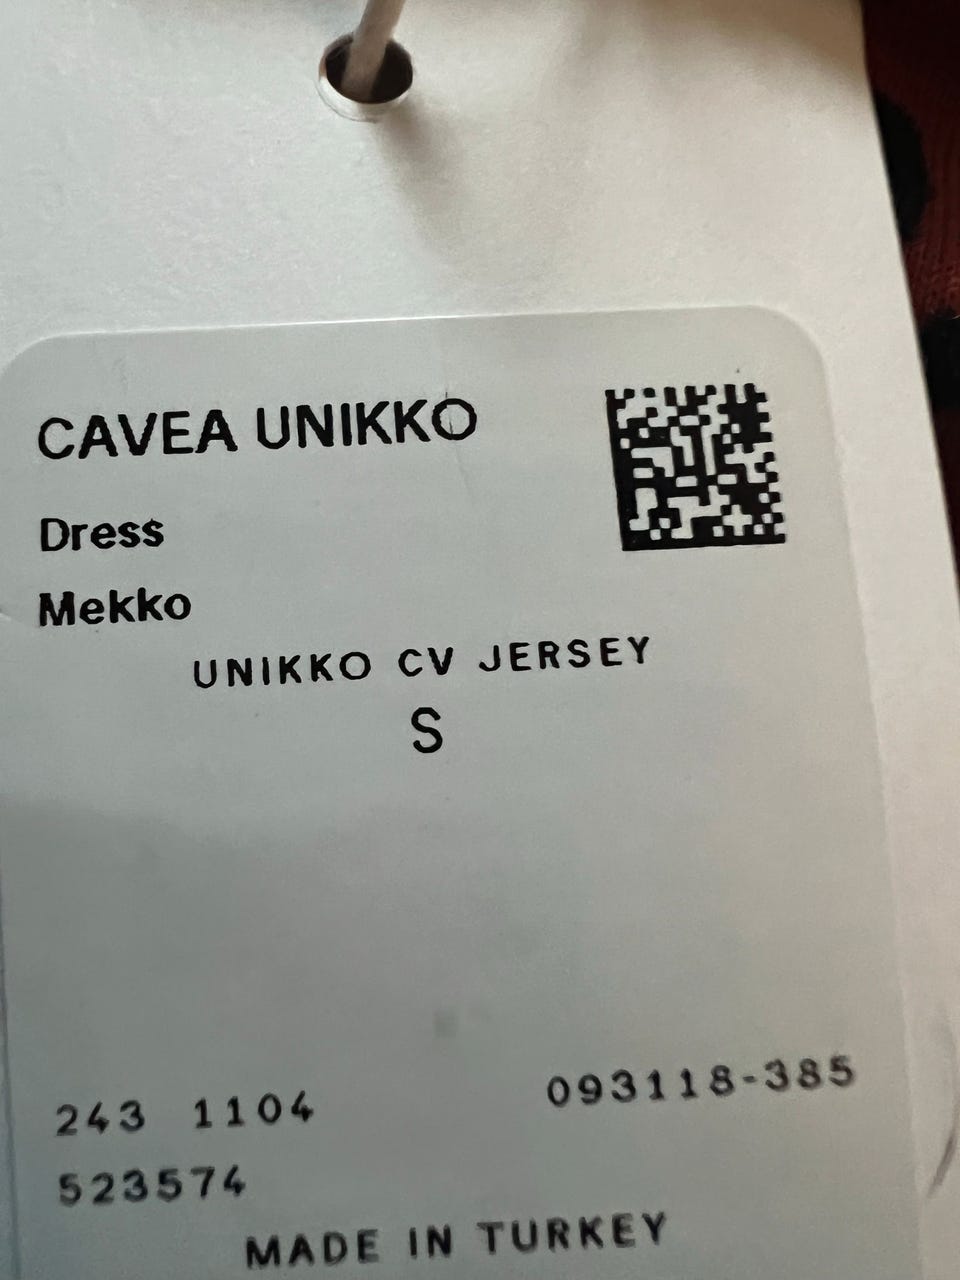 CAVEA UNIKKO
Dress
Mekko
UNIKKO CV JERSEY
S
243 1104 093118-385
523574
MADE IN TURKEY